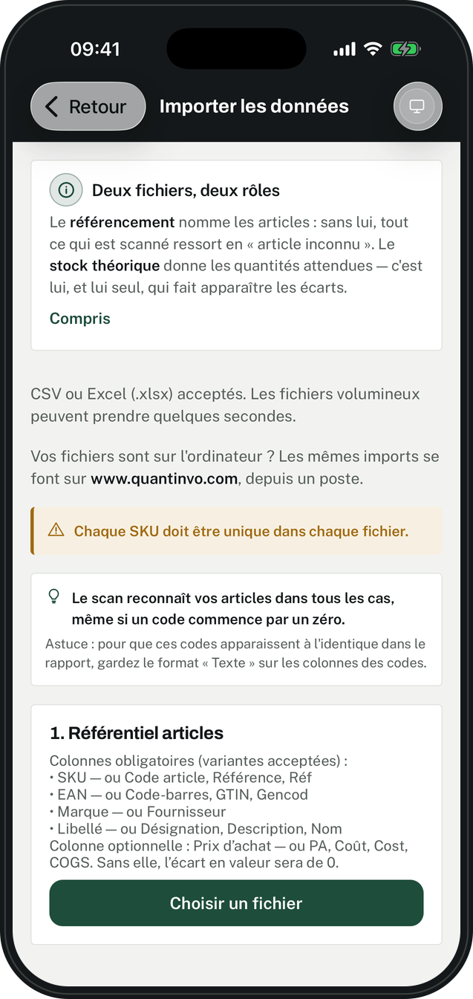 09:41
Retour
Importer les données
Deux fichiers, deux rôles
Le référencement nomme les articles : sans lui, tout
ce qui est scanné ressort en « article inconnu ». Le
stock théorique donne les quantités attendues — c'est
lui, et lui seul, qui fait apparaître les écarts.
Compris
CSV ou Excel (.xlsx) acceptés. Les fichiers volumineux
peuvent prendre quelques secondes.
Vos fichiers sont sur l'ordinateur ? Les mêmes imports se
font sur www.quantinvo.com, depuis un poste.
Chaque SKU doit être unique dans chaque fichier.
Le scan reconnaît vos articles dans tous les cas,
même si un code commence par un zéro.
Astuce : pour que ces codes apparaissent à l'identique dans le
rapport, gardez le format « Texte » sur les colonnes des codes.
1. Référentiel articles
Colonnes obligatoires (variantes acceptées) :
• SKU — ou Code article, Référence, Réf
• EAN — ou Code-barres, GTIN, Gencod
• Marque — ou Fournisseur
• Libellé — ou Désignation, Description, Nom
Colonne optionnelle : Prix d’achat — ou PA, Coût, Cost,
COGS. Sans elle, l’écart en valeur sera de 0.
Choisir un fichier